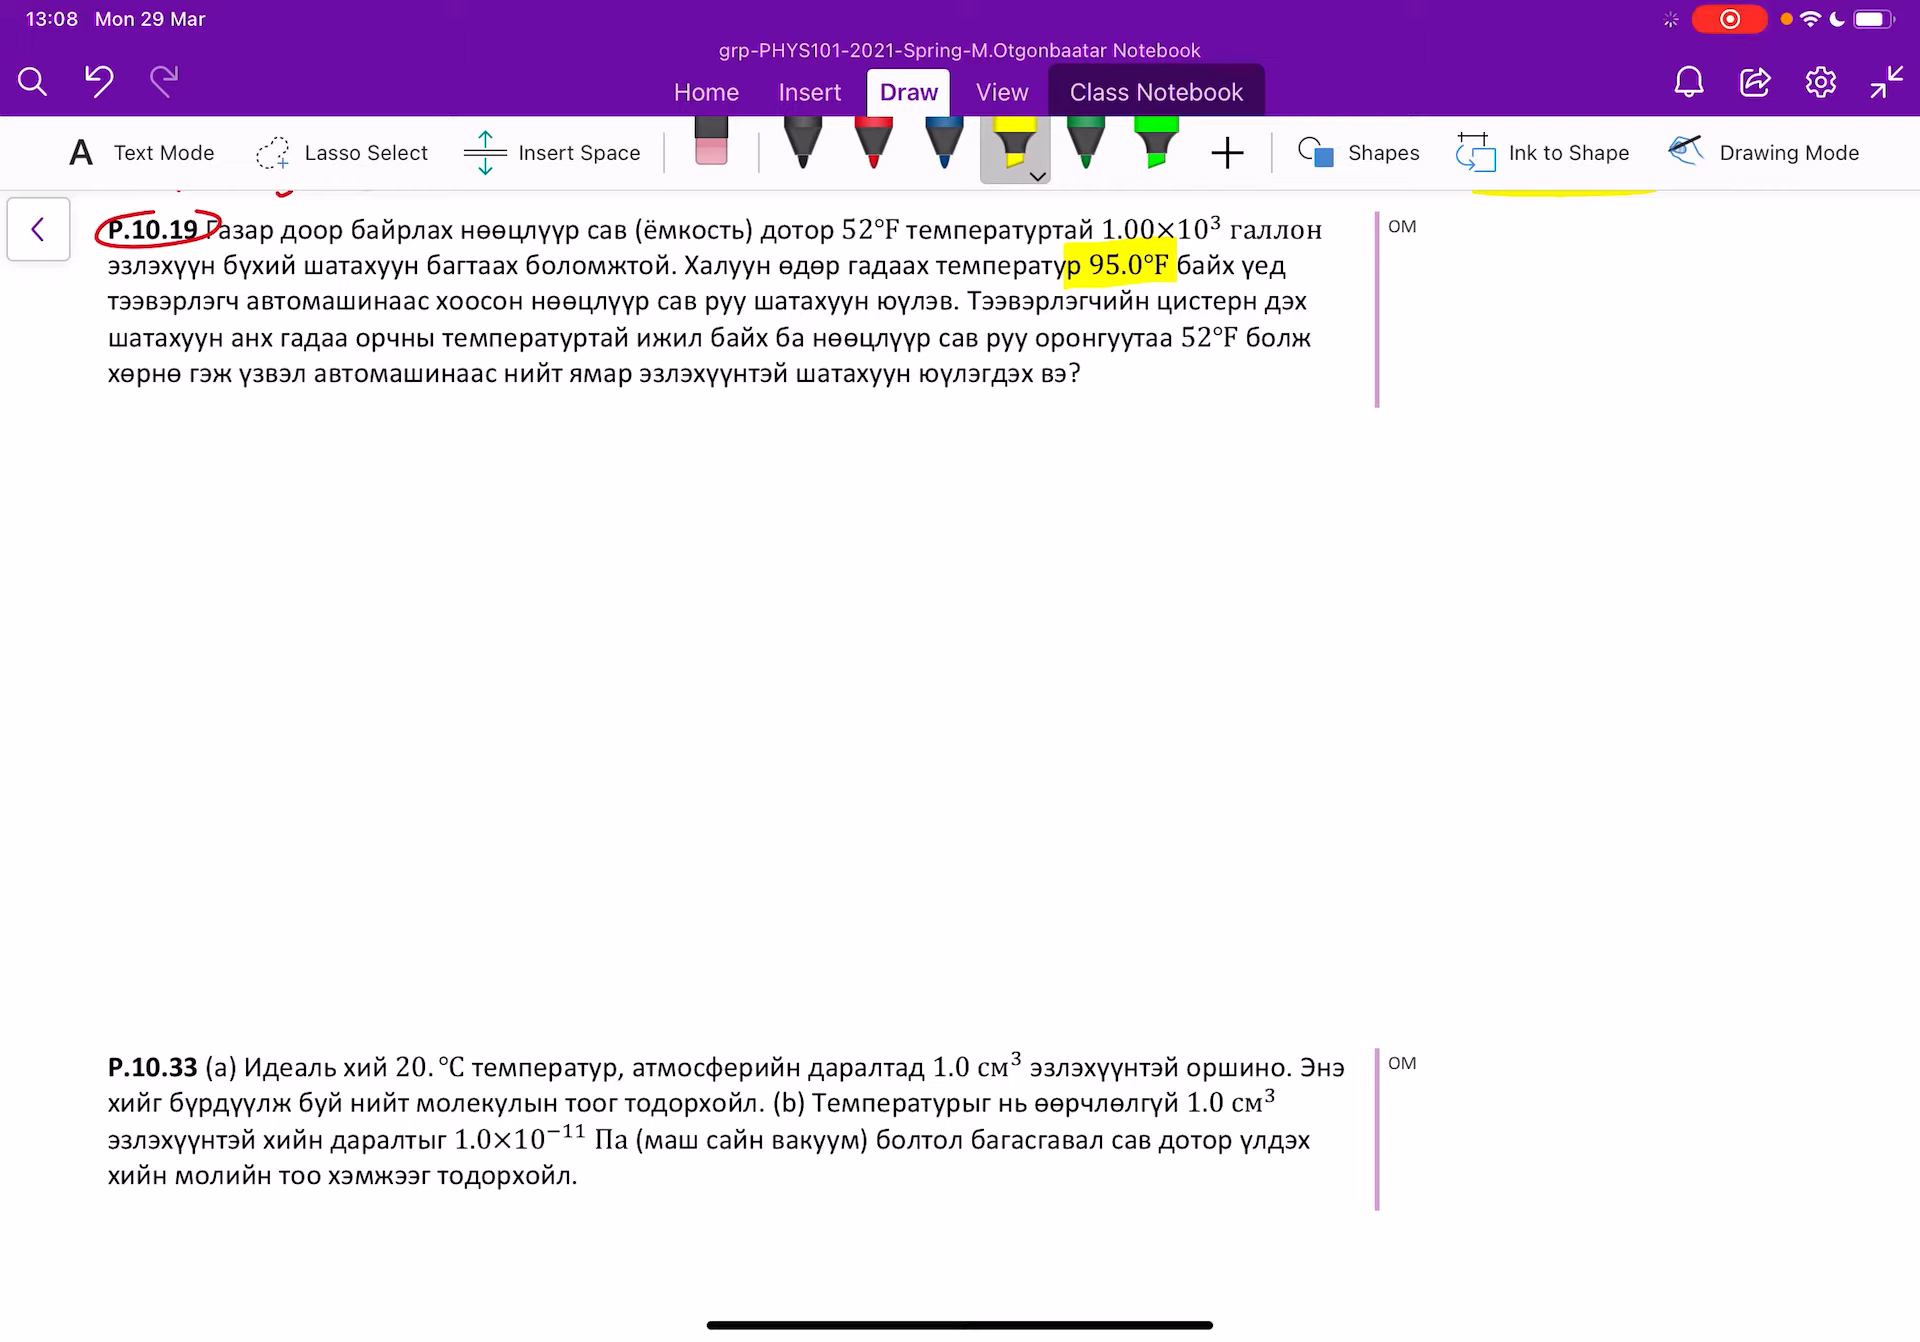 13:08 Mon 29 Mar
grp-PHYS101-2021-Spring-M.Otgonbaatar Notebook
Home Insert Draw View Class Notebook
A Text Mode Lasso Select Insert Space Shapes Ink to Shape Drawing Mode
P.10.19 Газар доор байрлах нөөцлүүр сав (ёмкость) дотор 52°F температуртай 1.00×10³ галлон ОМ
эзлэхүүн бүхий шатахуун багтаах боломжтой. Халуун өдөр гадаах температур 95.0°F байх үед
тээвэрлэгч автомашинаас хоосон нөөцлүүр сав руу шатахуун юүлэв. Тээвэрлэгчийн цистерн дэх
шатахуун анх гадаа орчны температуртай ижил байх ба нөөцлүүр сав руу оронгуутаа 52°F болж
хөрнө гэж үзвэл автомашинаас нийт ямар эзлэхүүнтэй шатахуун юүлэгдэх вэ?
P.10.33 (a) Идеаль хий 20.°C температур, атмосферийн даралтад 1.0 см³ эзлэхүүнтэй оршино. Энэ ОМ
хийг бүрдүүлж буй нийт молекулын тоог тодорхойл. (b) Температурыг нь өөрчлөлгүй 1.0 см³
эзлэхүүнтэй хийн даралтыг 1.0×10⁻¹¹ Па (маш сайн вакуум) болтол багасгавал сав дотор үлдэх
хийн молийн тоо хэмжээг тодорхойл.